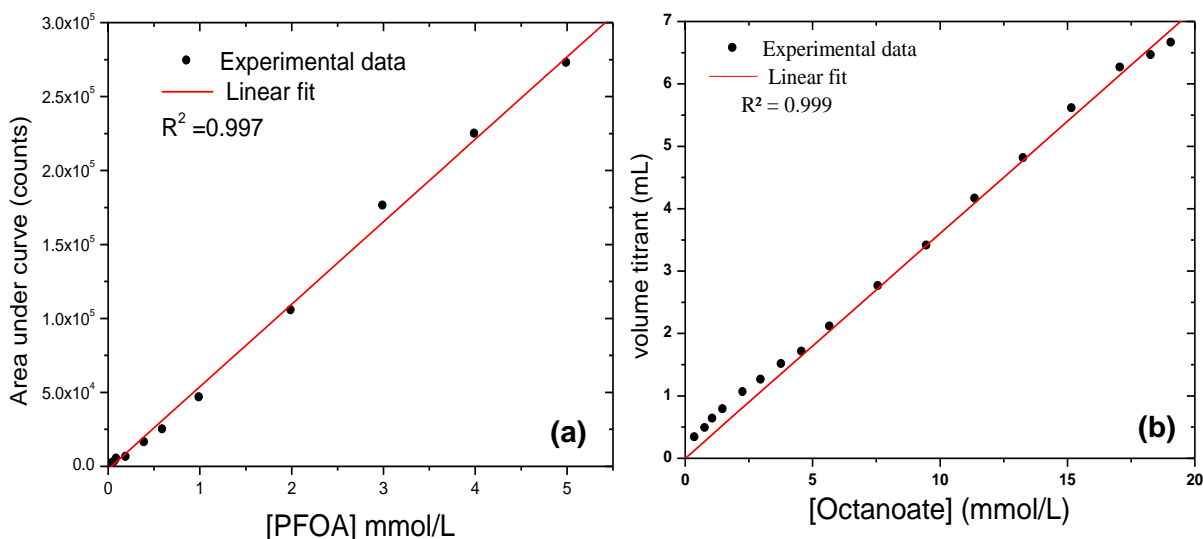 3.0x10⁵
2.5x10⁵
2.0x10⁵
1.5x10⁵
1.0x10⁵
5.0x10⁴
0.0
Area under curve (counts)
Experimental data
Linear fit
R² =0.997
(a)
0 1 2 3 4 5
[PFOA] mmol/L
7
6
5
4
3
2
1
0
volume titrant (mL)
Experimental data
Linear fit
R² = 0.999
(b)
0 5 10 15 20
[Octanoate] (mmol/L)